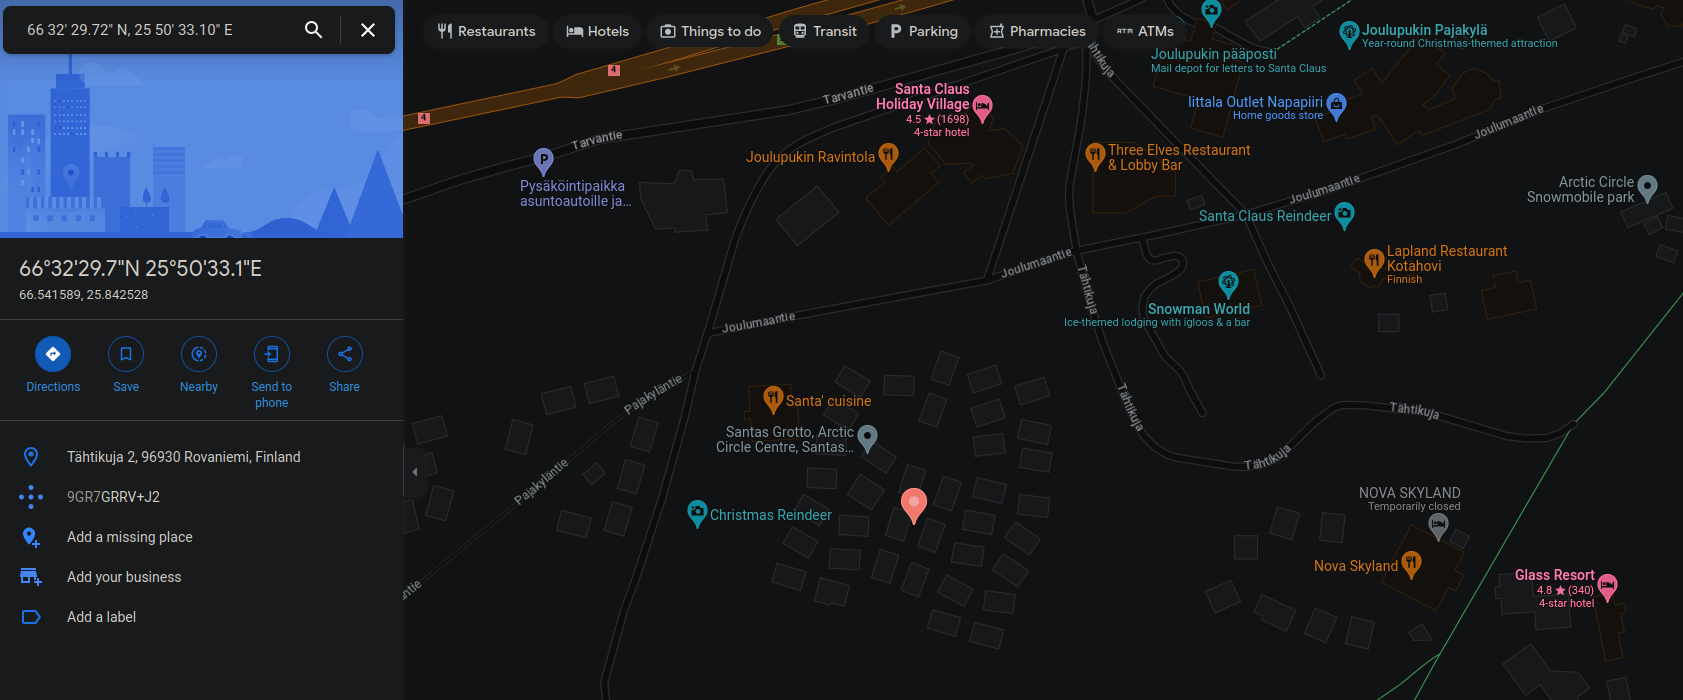 66 32' 29.72" N, 25 50' 33.10" E
Restaurants
Hotels
Things to do
Transit
Parking
Pharmacies
ATM
ATMs
66°32'29.7"N 25°50'33.1"E
66.541589, 25.842528
Directions
Save
Nearby
Send to
phone
Share
Tähtikuja 2, 96930 Rovaniemi, Finland
9GR7GRRV+J2
Add a missing place
Add your business
Add a label
4
4
Tarvantie
Tarvantie
P
Pysäköintipaikka
asuntoautoille ja...
Santa Claus
Holiday Village
4.5 ★ (1698)
4-star hotel
Joulupukin Ravintola
Tähtikuja
Joulupukin pääposti
Mail depot for letters to Santa Claus
Joulupukin Pajakylä
Year-round Christmas-themed attraction
Iittala Outlet Napapiiri
Home goods store
Joulumaantie
Three Elves Restaurant
& Lobby Bar
Joulumaantie
Arctic Circle
Snowmobile park
Santa Claus Reindeer
Lapland Restaurant
Kotahovi
Finnish
Joulumaantie
Tähtikuja
Snowman World
Ice-themed lodging with igloos & a bar
Joulumaantie
Pajakyläntie
Santa' cuisine
Santas Grotto, Arctic
Circle Centre, Santas...
Tähtikuja
Tähtikuja
Tähtikuja
Pajakyläntie
Christmas Reindeer
NOVA SKYLAND
Temporarily closed
Nova Skyland
Glass Resort
4.8 ★ (340)
4-star hotel
ntie